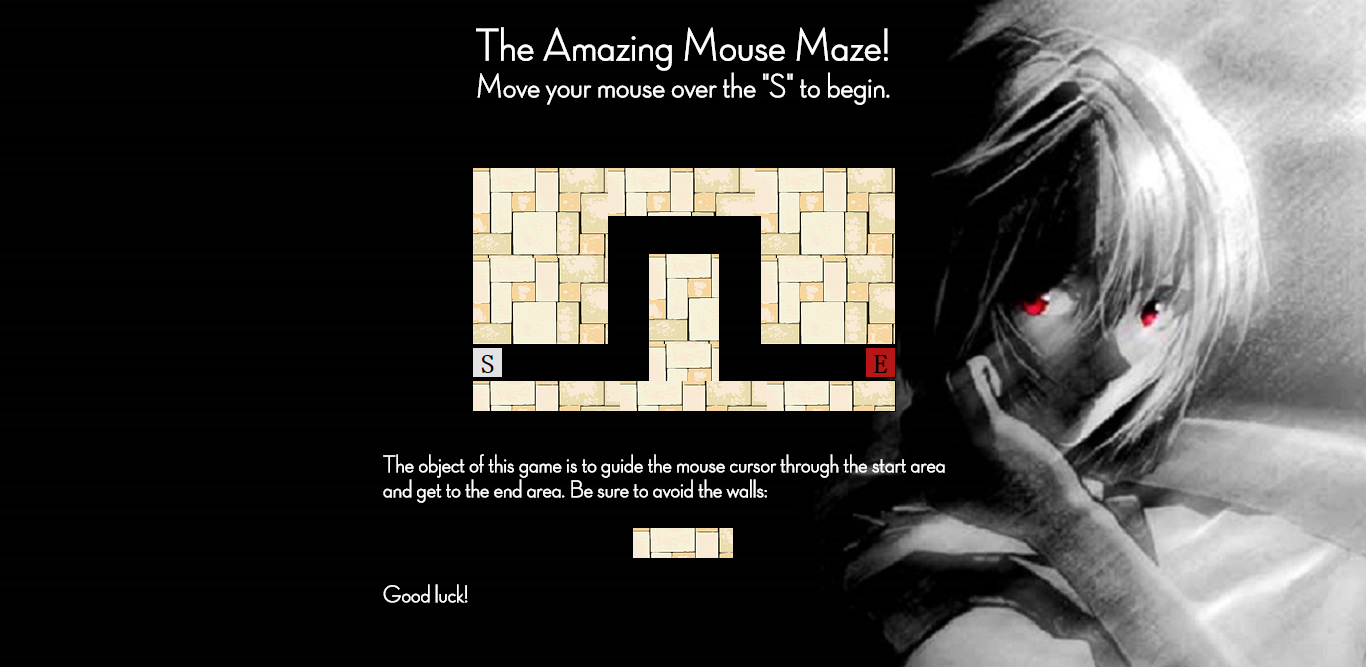 The Amazing Mouse Maze!
Move your mouse over the "S" to begin.
S
E
The object of this game is to guide the mouse cursor through the start area
and get to the end area. Be sure to avoid the walls:
Good luck!